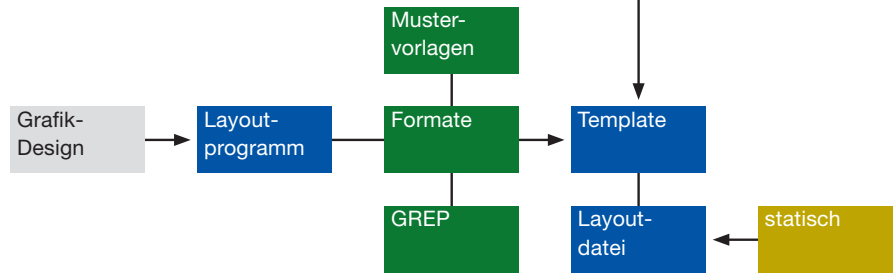 Muster-
vorlagen
Grafik-
Design
Layout-
programm
Formate
Template
GREP
Layout-
datei
statisch